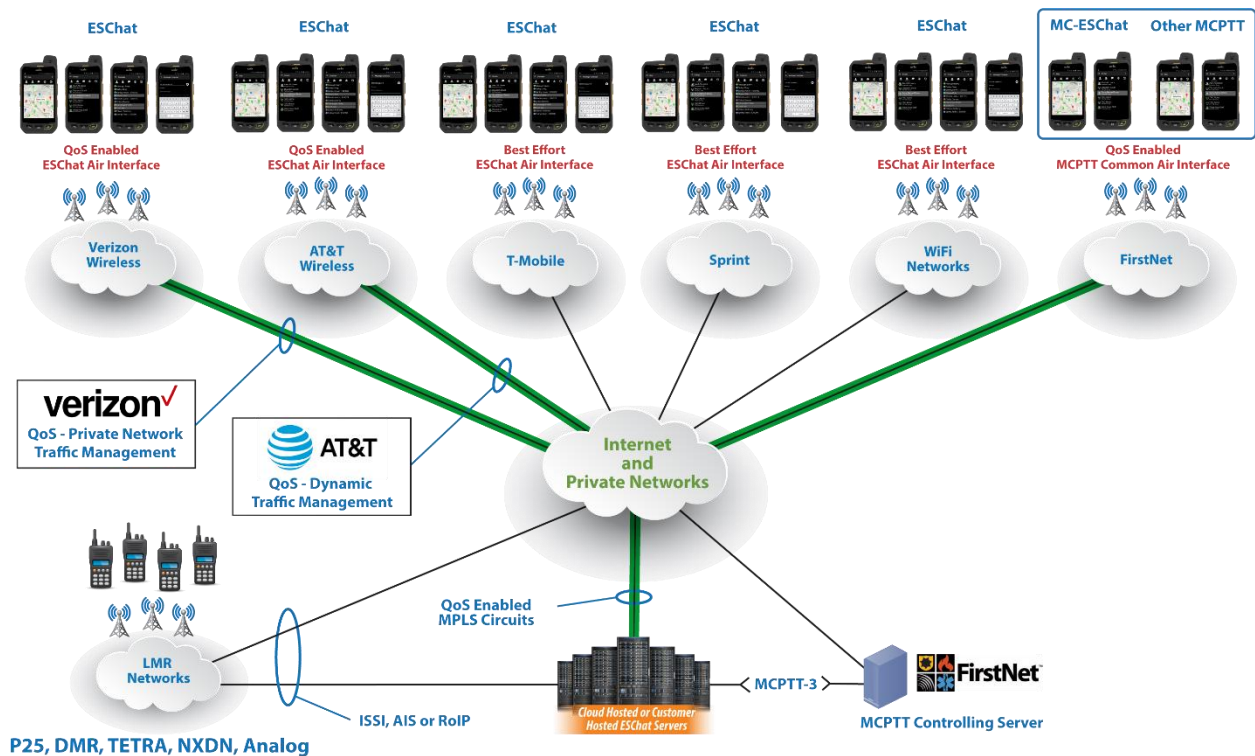 ESChat
ESChat
ESChat
ESChat
ESChat
MC-ESChat
Other MCPTT
QoS Enabled
ESChat Air Interface
QoS Enabled
ESChat Air Interface
Best Effort
ESChat Air Interface
Best Effort
ESChat Air Interface
Best Effort
ESChat Air Interface
QoS Enabled
MCPTT Common Air Interface
Verizon
Wireless
AT&T
Wireless
T-Mobile
Sprint
WiFi
Networks
FirstNet
verizon✓
QoS - Private Network
Traffic Management
AT&T
QoS - Dynamic
Traffic Management
Internet
and
Private Networks
QoS Enabled
MPLS Circuits
LMR
Networks
ISSI, AIS or RoIP
Cloud Hosted or Customer
Hosted ESChat Servers
MCPTT-3
FirstNet™
MCPTT Controlling Server
P25, DMR, TETRA, NXDN, Analog